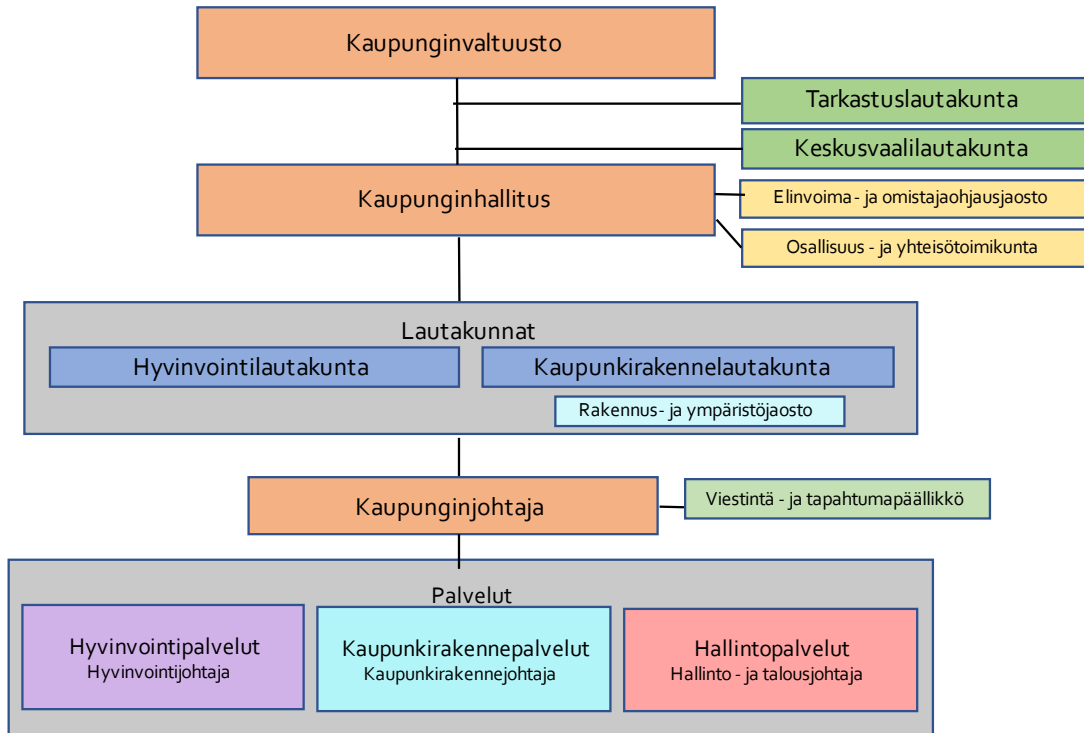 Kaupunginvaltuusto
Tarkastuslautakunta
Keskusvaalilautakunta
Kaupunginhallitus
Elinvoima - ja omistajaohjausjaosto
Osallisuus - ja yhteisötoimikunta
Lautakunnat
Hyvinvointilautakunta
Kaupunkirakennelautakunta
Rakennus- ja ympäristöjaosto
Kaupunginjohtaja
Viestintä - ja tapahtumapäällikkö
Palvelut
Hyvinvointipalvelut
Hyvinvointijohtaja
Kaupunkirakennepalvelut
Kaupunkirakennejohtaja
Hallintopalvelut
Hallinto - ja talousjohtaja